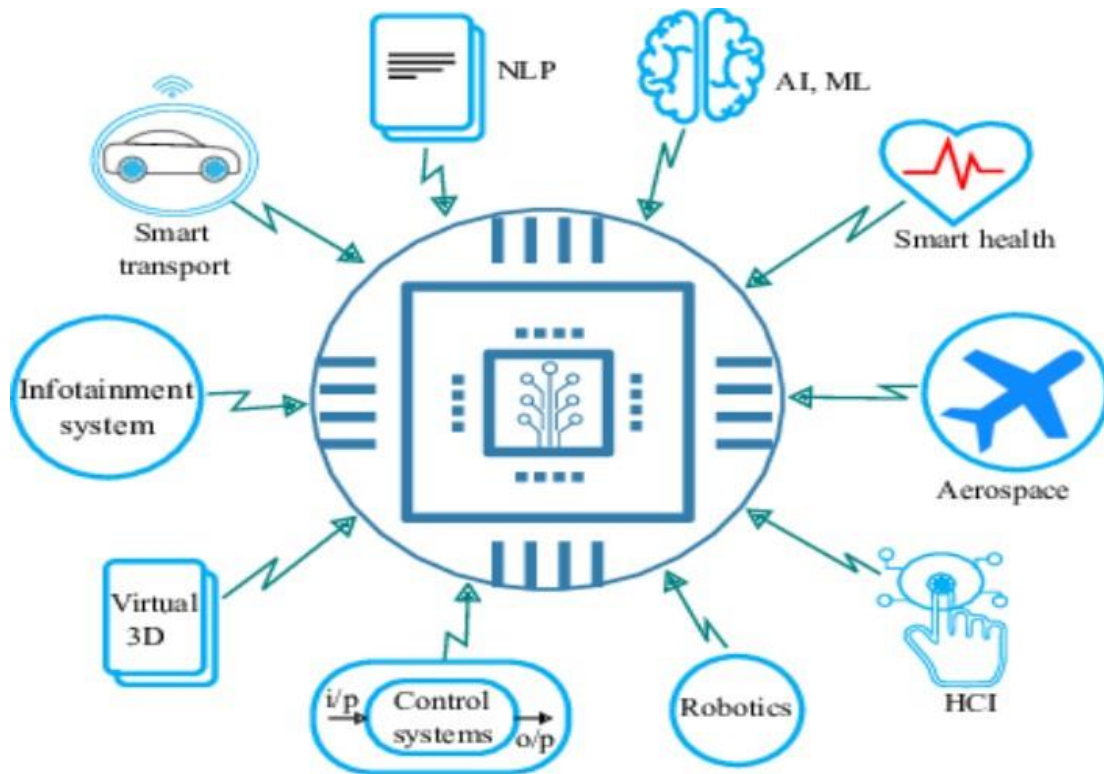 NLP
AI, ML
Smart
transport
Smart health
Infotainment
system
Aerospace
Virtual
3D
i/p
Control
systems
o/p
Robotics
HCI